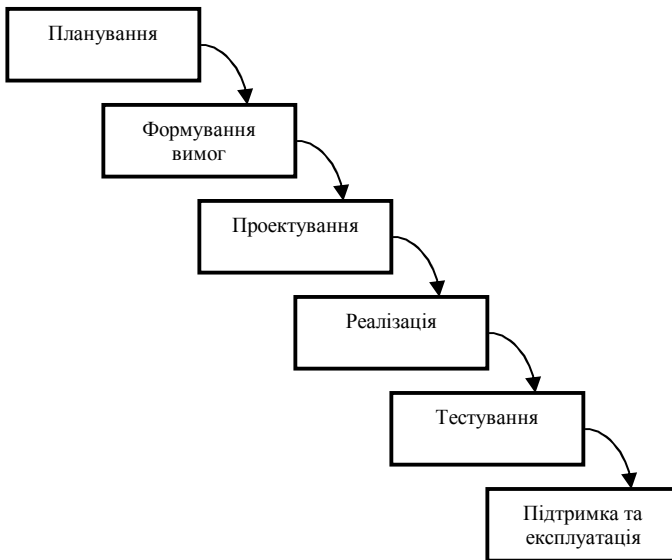 Планування
Формування
вимог
Проектування
Реалізація
Тестування
Підтримка та
експлуатація